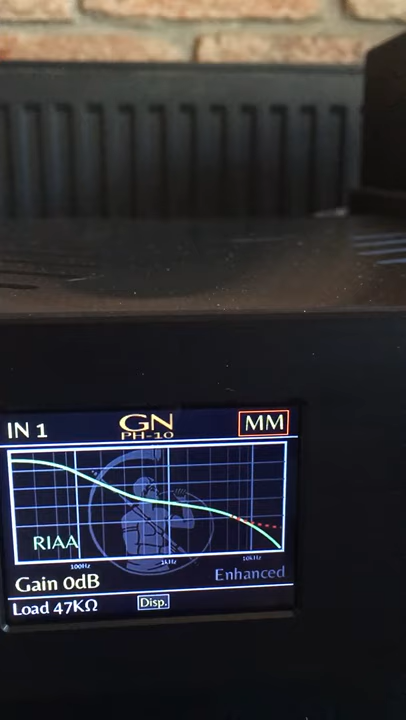 IN 1 GN MM
PH-10
RIAA
100Hz 1kHz 10kHz
Gain 0dB Enhanced
Load 47KΩ Disp.